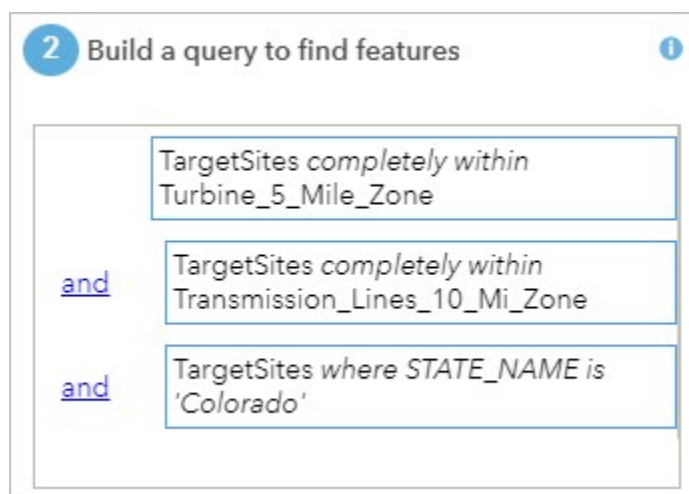 2 Build a query to find features i
TargetSites completely within
Turbine_5_Mile_Zone
and
TargetSites completely within
Transmission_Lines_10_Mi_Zone
and
TargetSites where STATE_NAME is
'Colorado'